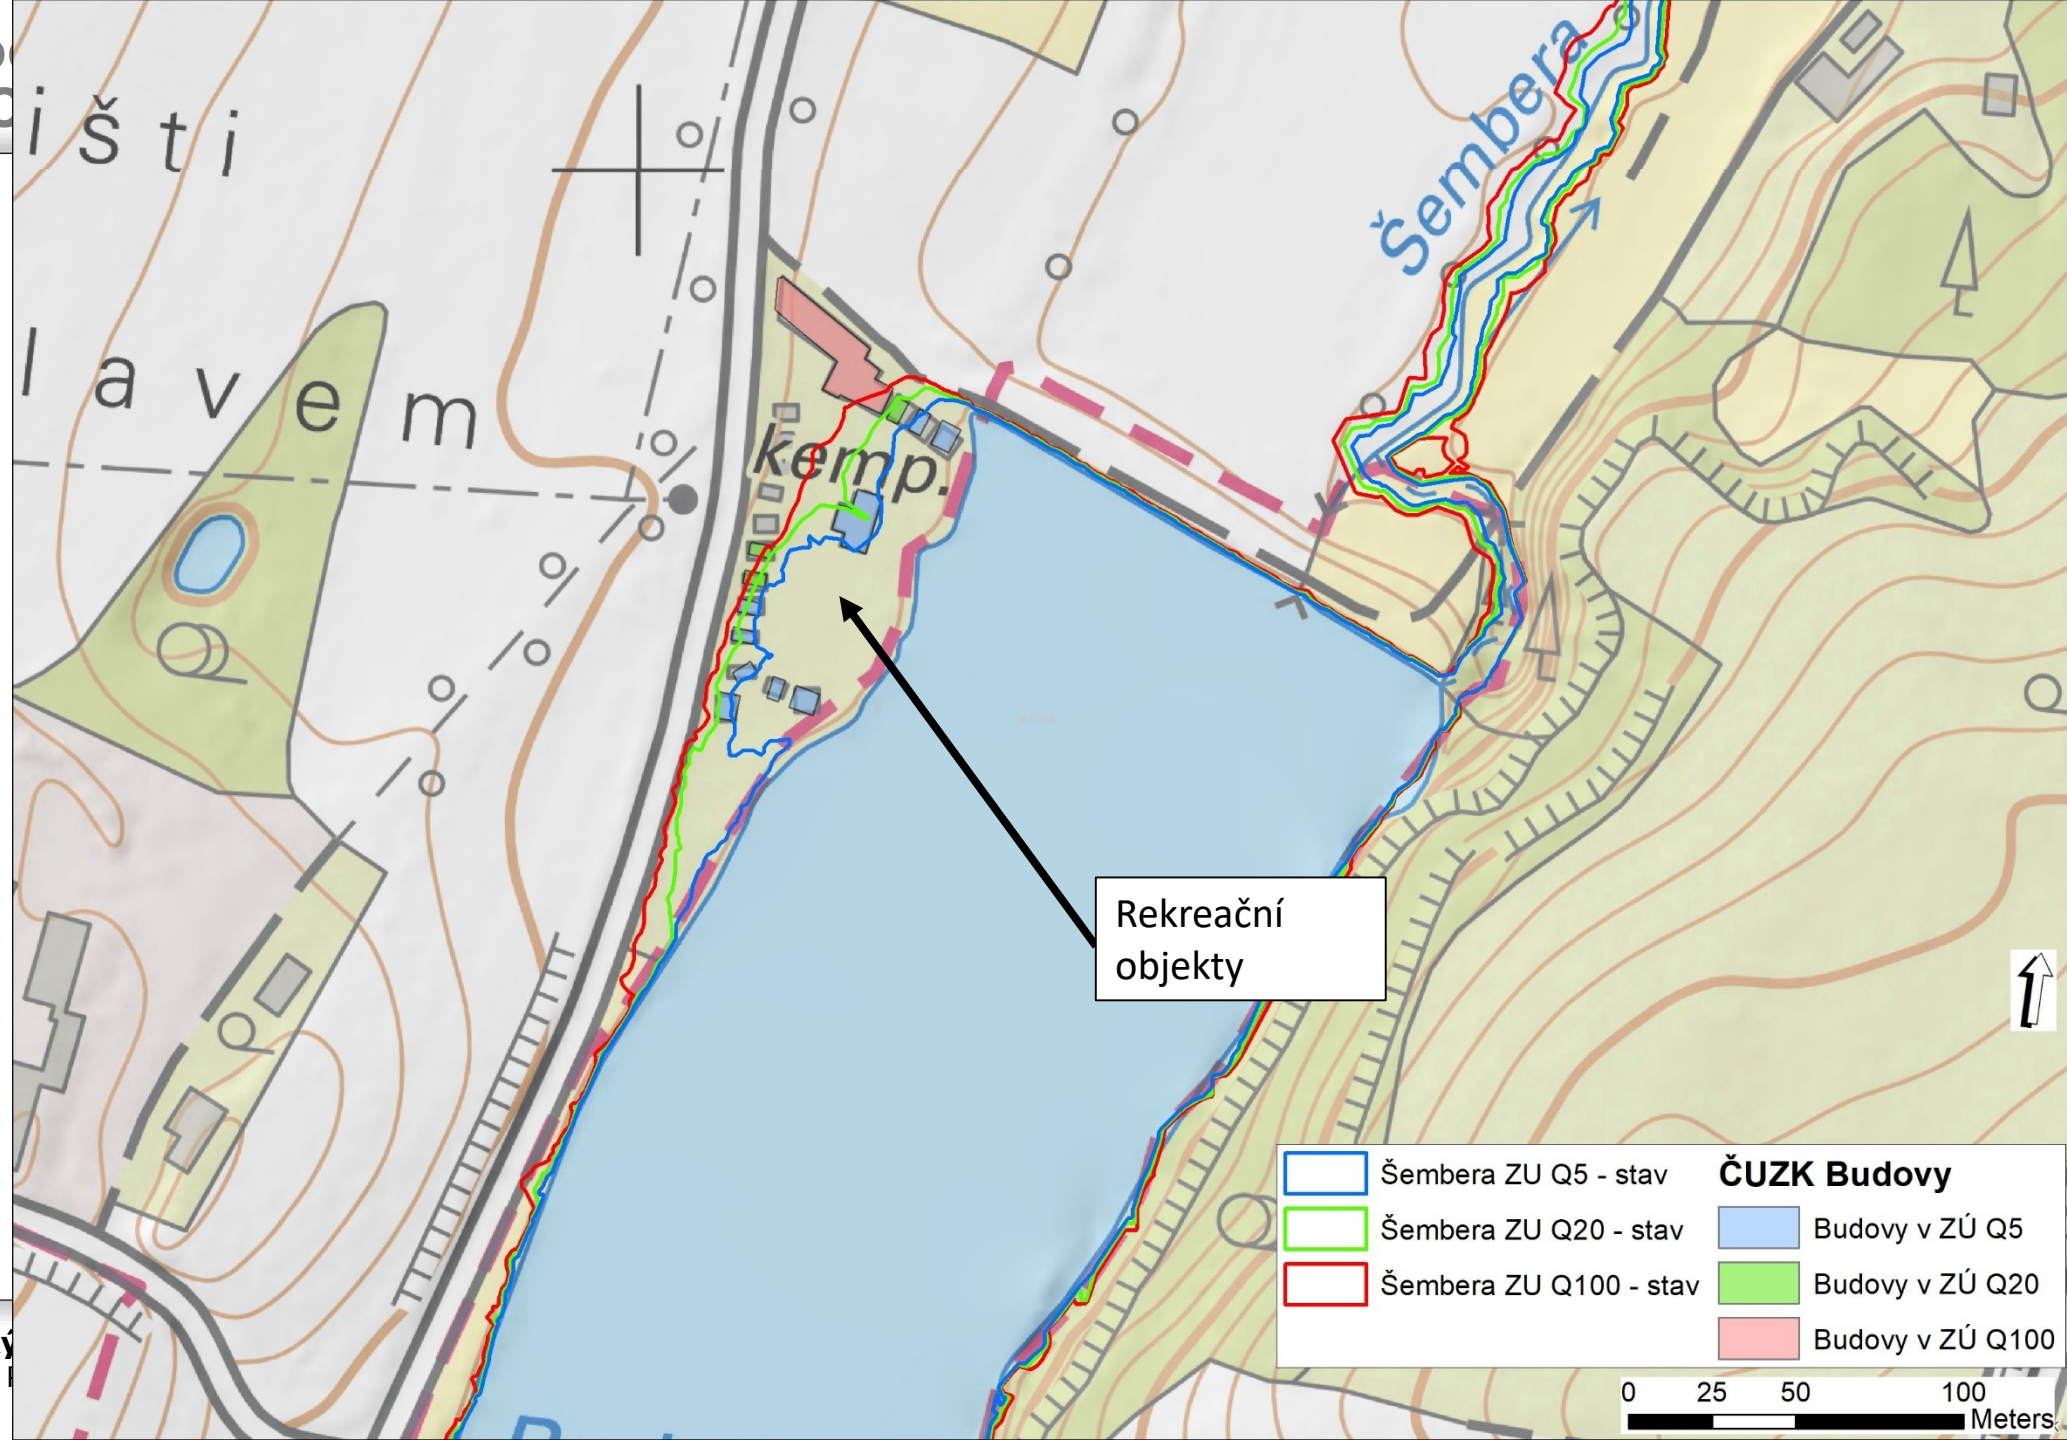 išti
lavem
Šembera
kemp.
Rekreační
objekty
Šembera ZU Q5 - stav
Šembera ZU Q20 - stav
Šembera ZU Q100 - stav
ČUZK Budovy
Budovy v ZÚ Q5
Budovy v ZÚ Q20
Budovy v ZÚ Q100
0 25 50 100
Meters